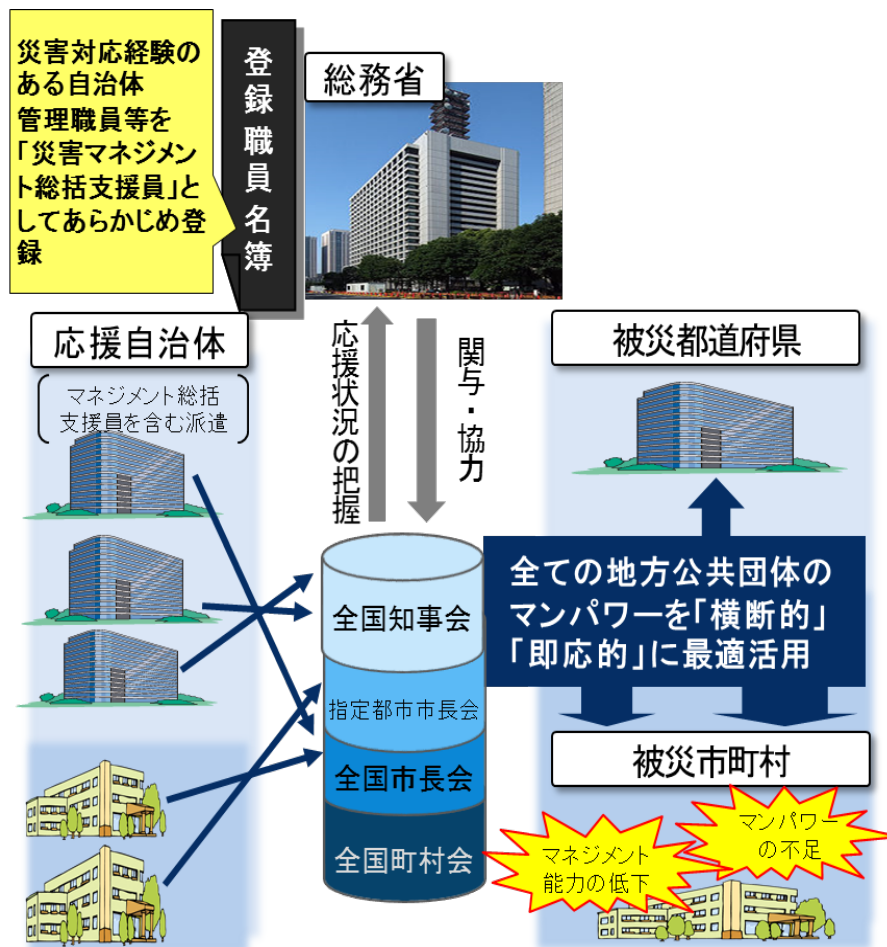 災害対応経験の
ある自治体
管理職員等を
「災害マネジメン
ト総括支援員」と
してあらかじめ登
録
登録職員名簿
総務省
応援自治体
マネジメント総括
支援員を含む派遣
応援状況の把握
関与・協力
被災都道府県
全国知事会
指定都市市長会
全国市長会
全国町村会
全ての地方公共団体の
マンパワーを「横断的」
「即応的」に最適活用
被災市町村
マネジメント
能力の低下
マンパワー
の不足